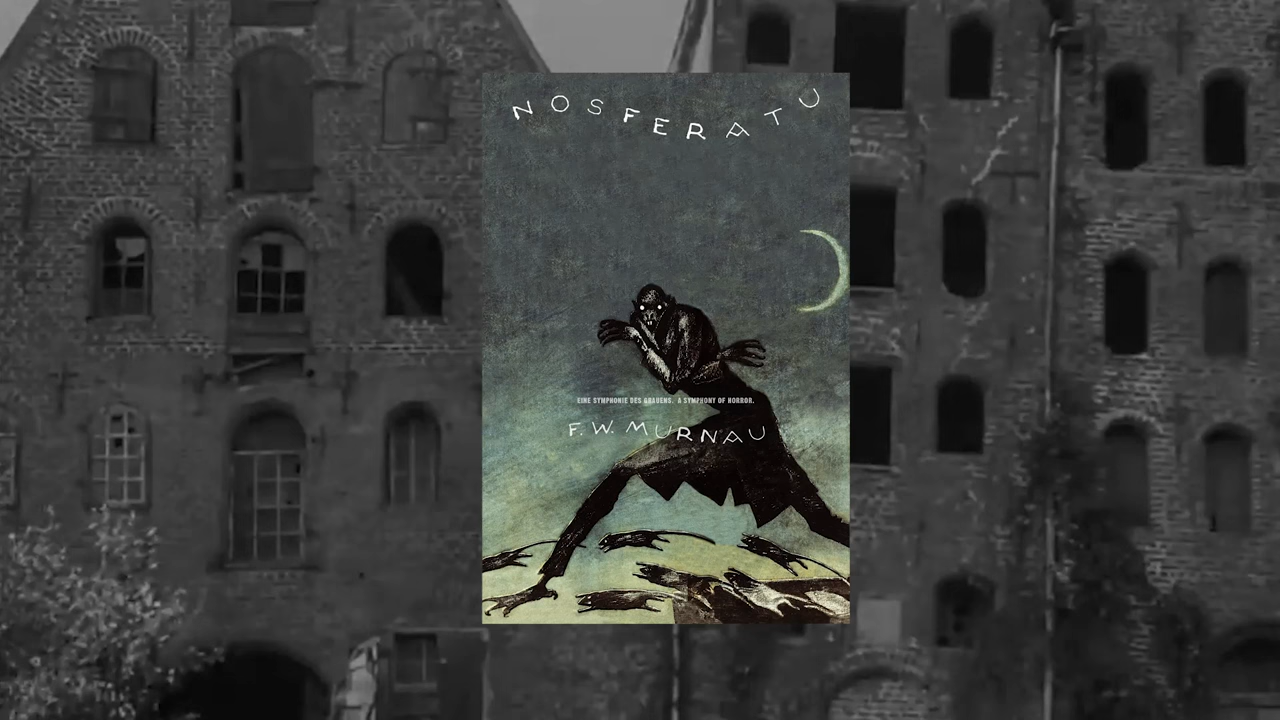 NOSFERATU
EINE SYMPHONIE DES GRAUENS. A SYMPHONY OF HORROR.
F.W. MURNAU